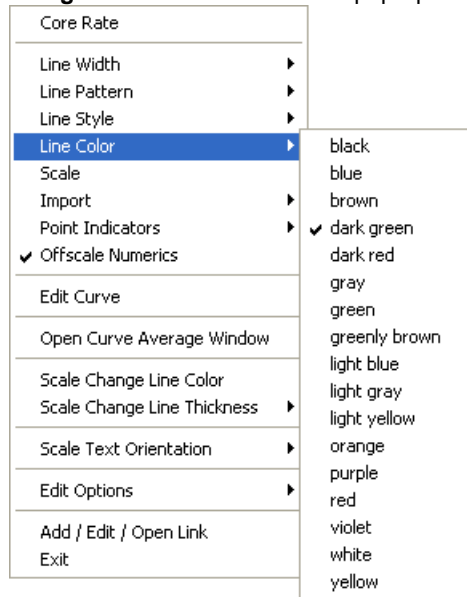 Core Rate
Line Width
Line Pattern
Line Style
Line Color
Scale
Import
Point Indicators
Offscale Numerics
Edit Curve
Open Curve Average Window
Scale Change Line Color
Scale Change Line Thickness
Scale Text Orientation
Edit Options
Add / Edit / Open Link
Exit
black
blue
brown
dark green
dark red
gray
green
greenly brown
light blue
light gray
light yellow
orange
purple
red
violet
white
yellow